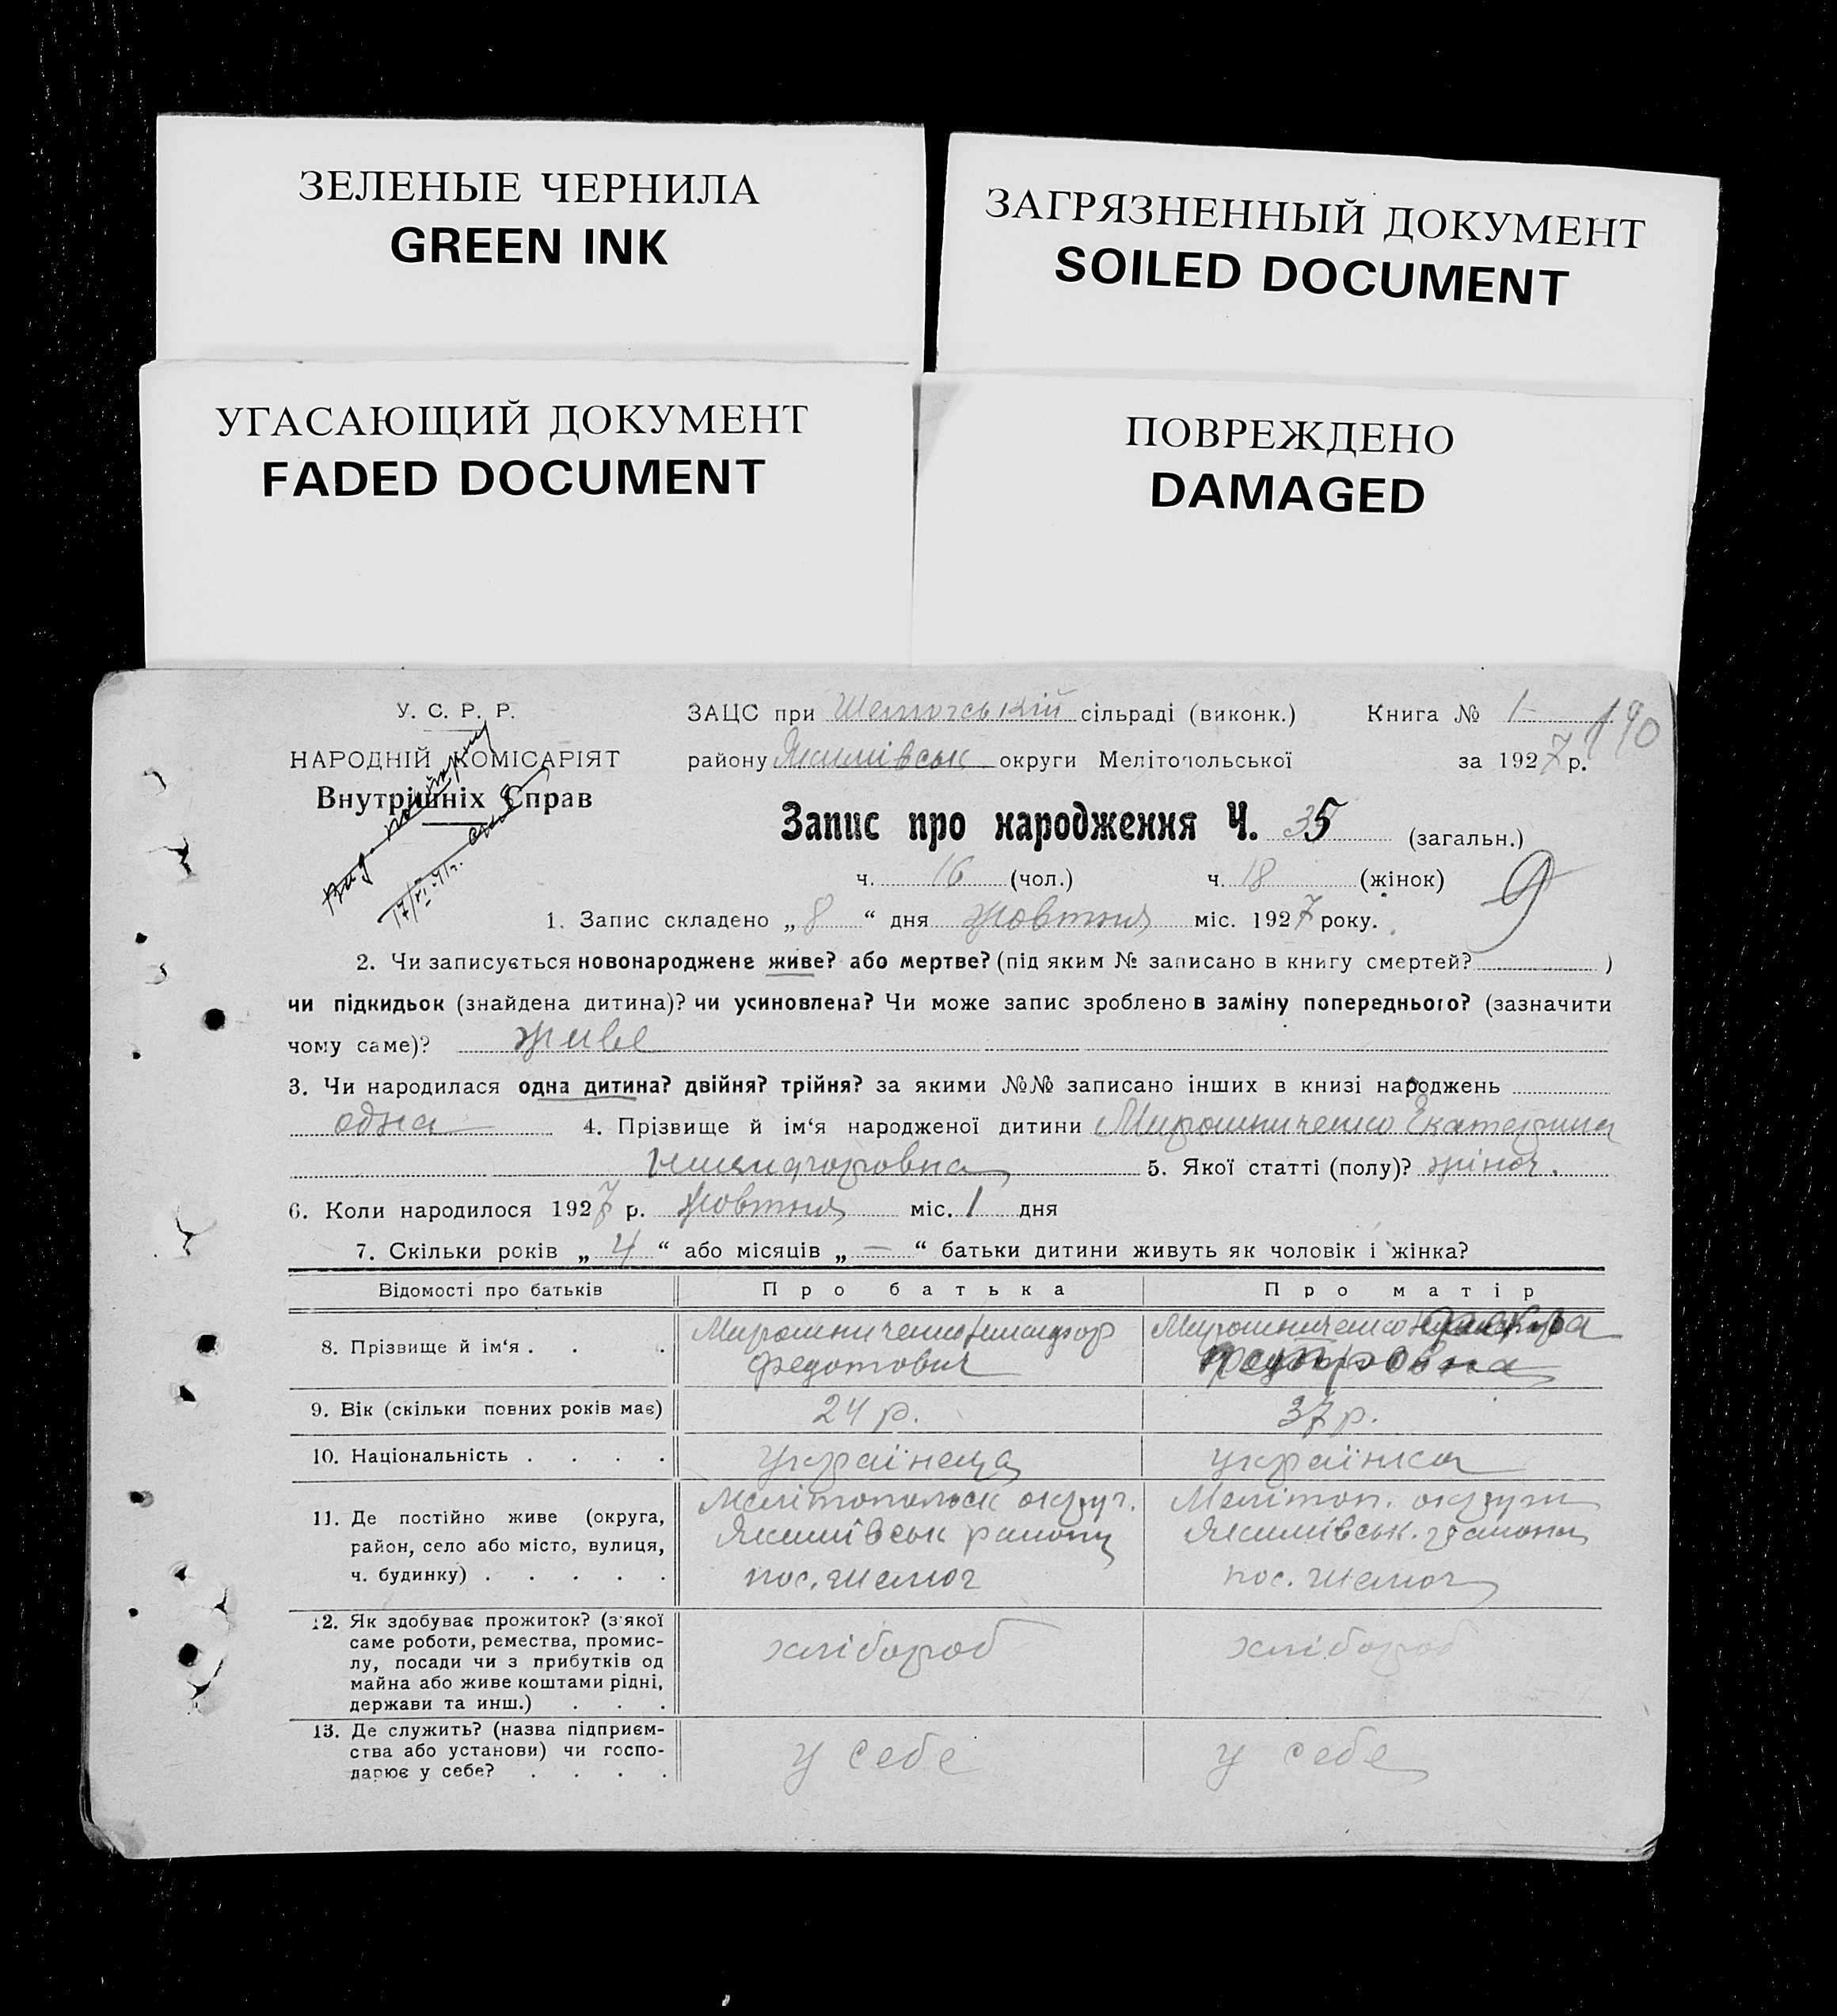 ЗЕЛЕНЫЕ ЧЕРНИЛА
GREEN INK
ЗАГРЯЗНЕННЫЙ ДОКУМЕНТ
SOILED DOCUMENT
УГАСАЮЩИЙ ДОКУМЕНТ
FADED DOCUMENT
ПОВРЕЖДЕНО
DAMAGED
У. С. Р. Р.
НАРОДНІЙ КОМІСАРІЯТ
Внутрішніх Справ
ЗАЦС при сільраді (виконк.) Книга № 1 190
району Якимівськ округи Мелітопольської за 1927 р.
Запис про народження Ч. 35 (загальн.)
ч. 16 (чол.) ч. 18 (жінок) 9
1. Запис складено „ 8 “ дня жовтня міс. 1927 року.
2. Чи записується новонароджене живе? або мертве? (під яким № записано в книгу смертей? )
чи підкидьок (знайдена дитина)? чи усиновлена? Чи може запис зроблено в заміну попереднього? (зазначити
чому саме)? живе
3. Чи народилася одна дитина? двійня? трійня? за якими №№ записано інших в книзі народжень
одна 4. Прізвище й ім‘я народженої дитини Мирошниченко Екатерина
5. Якої статті (полу)? жіноч.
6. Коли народилося 1927 р. жовтня міс. 1 дня
7. Скільки років „ 4 “ або місяців „ — “ батьки дитини живуть як чоловік і жінка?
Відомості про батьків Про батька Про матір
8. Прізвище й ім‘я . . . Мирошниченко Никифор Мирошниченко
Федотович
9. Вік (скільки повних років має) 24 р. 37 р.
10. Національність . . . . українець українка
11. Де постійно живе (округа, Мелітопольськ округ. Мелітоп. округи
район, село або місто, вулиця, Якимівськ району Якимівськ. району
ч. будинку) . . . . . пос. пос.
12. Як здобуває прожиток? (з якої
саме роботи, ремества, промис- хлібороб хлібороб
лу, посади чи з прибутків од
майна або живе коштами рідні,
держави та инш.) . . .
13. Де служить? (назва підприєм-
ства або установи) чи госпо- у себе у себе
дарює у себе? . . . .